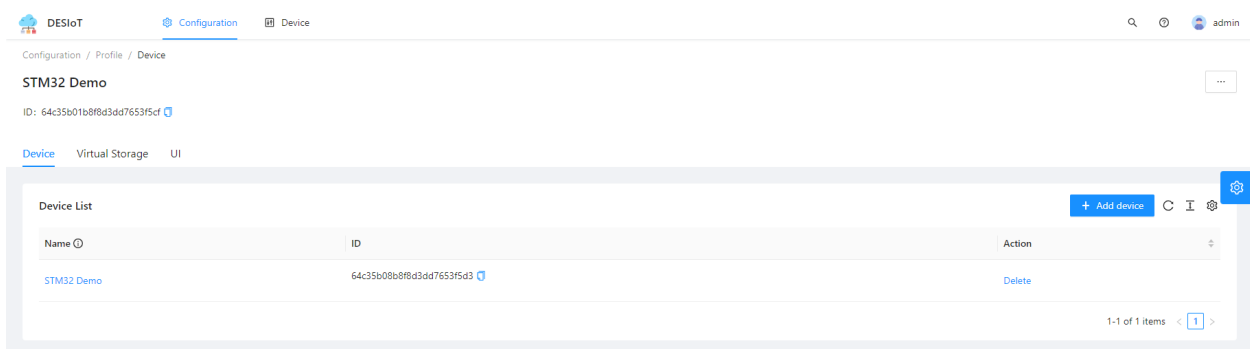 DESIoT Configuration Device admin
Configuration / Profile / Device
STM32 Demo
...
ID: 64c35b01b8f8d3dd7653f5cf
Device Virtual Storage UI
Device List + Add device
Name ID Action
STM32 Demo 64c35b08b8f8d3dd7653f5d3 Delete
1-1 of 1 items < 1 >